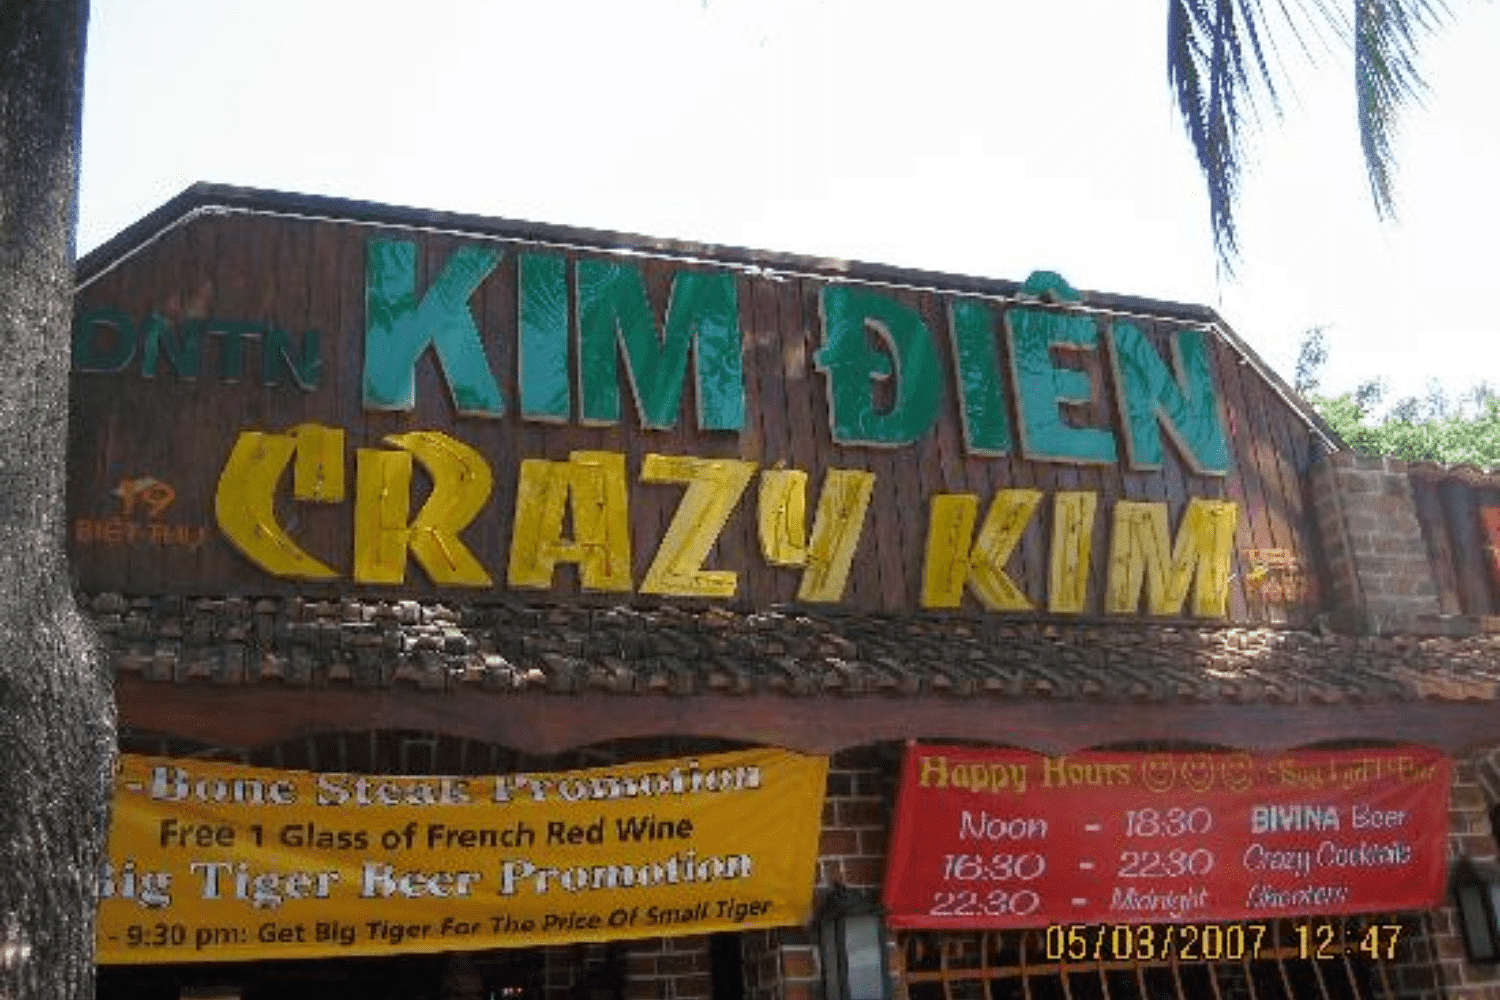 DNTN
KIM ĐIÊN
19
BIỆT THỰ
CRAZY KIM
-Bone Steak Promotion
Free 1 Glass of French Red Wine
Big Tiger Beer Promotion
- 9:30 pm: Get Big Tiger For The Price Of Small Tiger
Happy Hours
Noon - 18:30 BIVINA Beer
16:30 - 22:30 Crazy Cocktails
22:30 - Midnight Shooters
05/03/2007 12:47